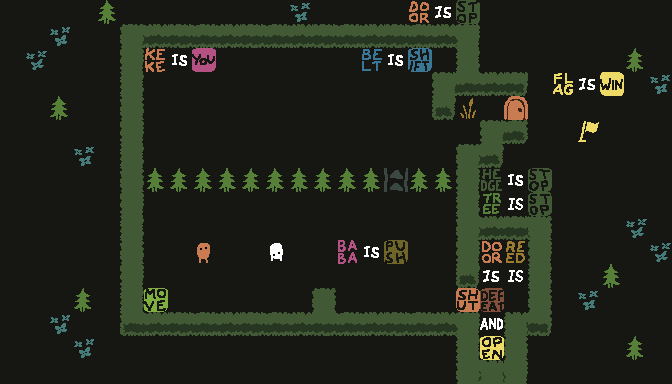 DOOR IS STOP
KEKE IS YOU
BELT IS SHIFT
FLAG IS WIN
HEDGE IS STOP
TREE IS STOP
BABA IS PUSH
DOOR REED
IS IS
MOVE
SHUT DEFEAT
AND
OPEN